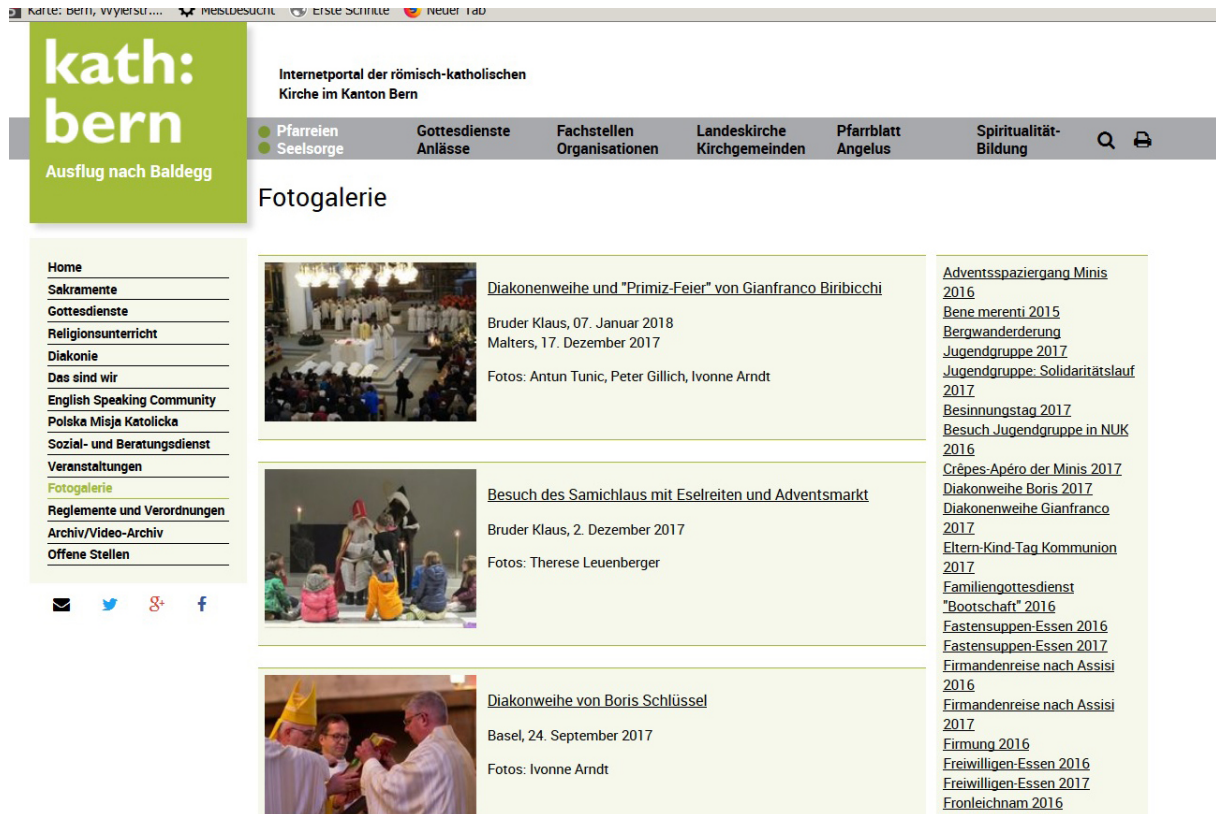 Karte: Bern, Wylerstr.... Meistbesucht Erste Schritte Neuer Tab
kath:
bern
Ausflug nach Baldegg
Internetportal der römisch-katholischen
Kirche im Kanton Bern
Pfarreien
Seelsorge
Gottesdienste
Anlässe
Fachstellen
Organisationen
Landeskirche
Kirchgemeinden
Pfarrblatt
Angelus
Spiritualität-
Bildung
Fotogalerie
Home
Sakramente
Gottesdienste
Religionsunterricht
Diakonie
Das sind wir
English Speaking Community
Polska Misja Katolicka
Sozial- und Beratungsdienst
Veranstaltungen
Fotogalerie
Reglemente und Verordnungen
Archiv/Video-Archiv
Offene Stellen
Diakonenweihe und "Primiz-Feier" von Gianfranco Biribicchi
Bruder Klaus, 07. Januar 2018
Malters, 17. Dezember 2017
Fotos: Antun Tunic, Peter Gillich, Ivonne Arndt
Besuch des Samichlaus mit Eselreiten und Adventsmarkt
Bruder Klaus, 2. Dezember 2017
Fotos: Therese Leuenberger
Diakonweihe von Boris Schlüssel
Basel, 24. September 2017
Fotos: Ivonne Arndt
Adventsspaziergang Minis
2016
Bene merenti 2015
Bergwanderderung
Jugendgruppe 2017
Jugendgruppe: Solidaritätslauf
2017
Besinnungstag 2017
Besuch Jugendgruppe in NUK
2016
Crêpes-Apéro der Minis 2017
Diakonweihe Boris 2017
Diakonenweihe Gianfranco
2017
Eltern-Kind-Tag Kommunion
2017
Familiengottesdienst
"Bootschaft" 2016
Fastensuppen-Essen 2016
Fastensuppen-Essen 2017
Firmandenreise nach Assisi
2016
Firmandenreise nach Assisi
2017
Firmung 2016
Freiwilligen-Essen 2016
Freiwilligen-Essen 2017
Fronleichnam 2016